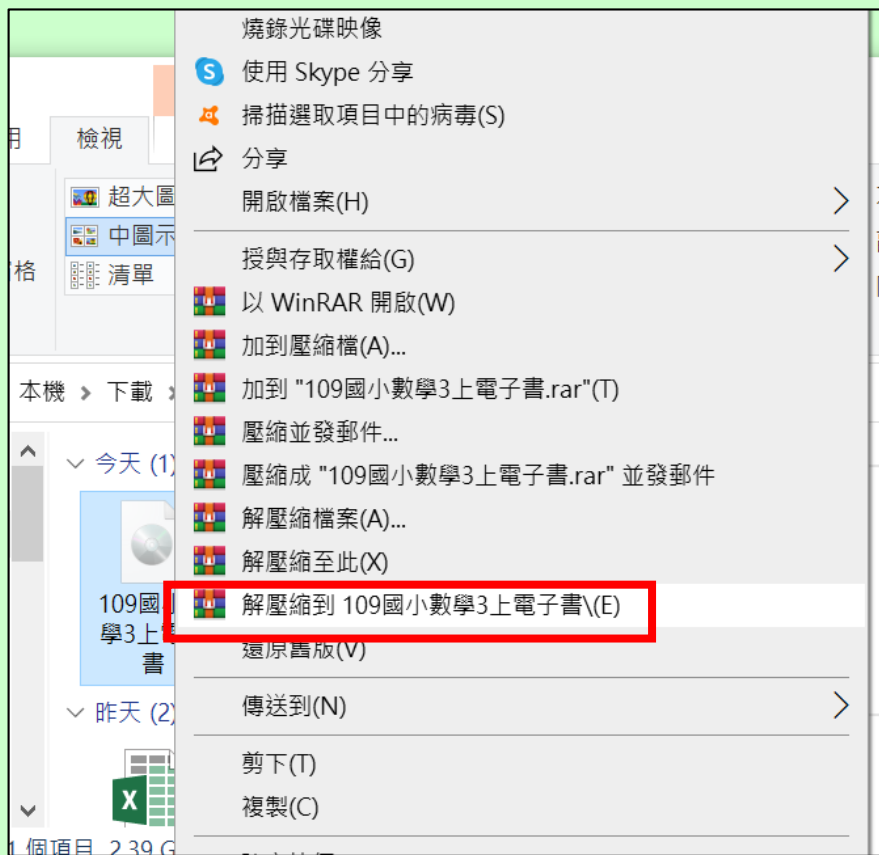 燒錄光碟映像
使用 Skype 分享
掃描選取項目中的病毒(S)
檢視
分享
超大圖
開啟檔案(H)
中圖示
格
清單
授與存取權給(G)
以 WinRAR 開啟(W)
加到壓縮檔(A)...
本機 > 下載
加到 "109國小數學3上電子書.rar"(T)
壓縮並發郵件...
今天 (1)
壓縮成 "109國小數學3上電子書.rar" 並發郵件
解壓縮檔案(A)...
解壓縮至此(X)
109國
學3上
書
解壓縮到 109國小數學3上電子書\(E)
還原舊版(V)
昨天 (2)
傳送到(N)
剪下(T)
複製(C)
1 個項目 2.39 G